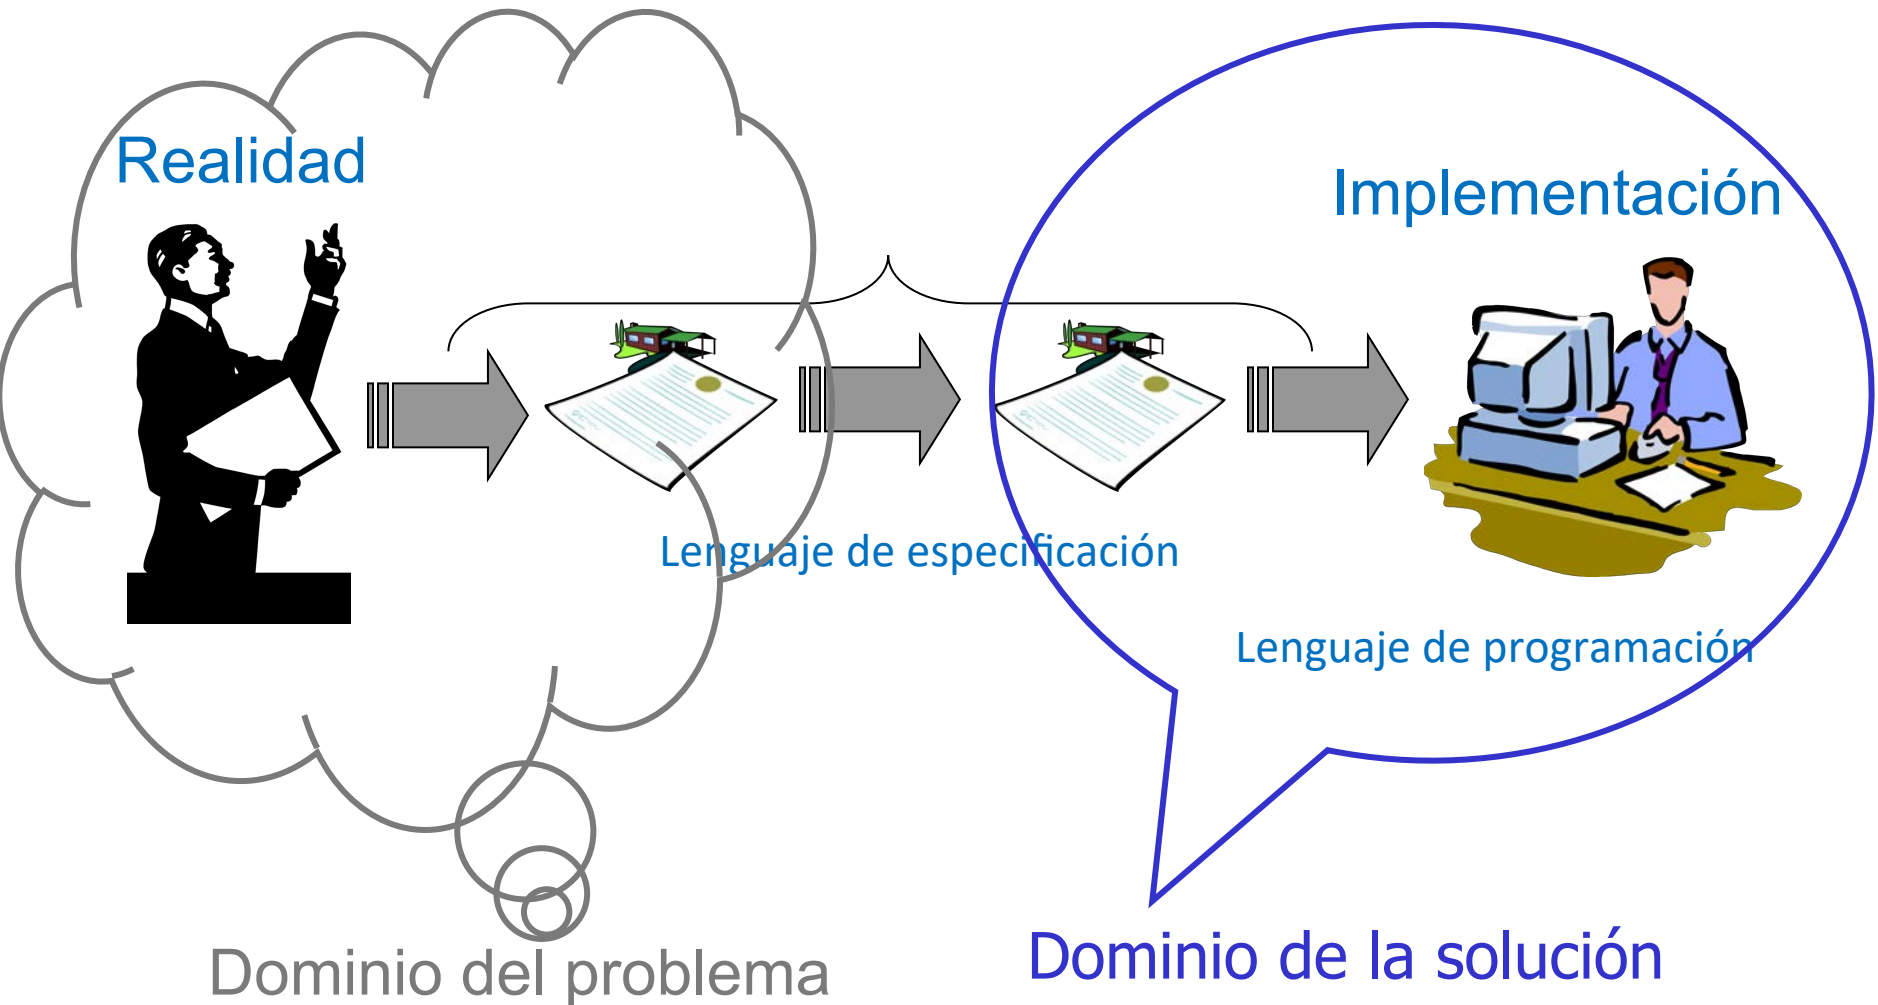 Realidad
Implementación
Lenguaje de especificación
Lenguaje de programación
Dominio del problema
Dominio de la solución